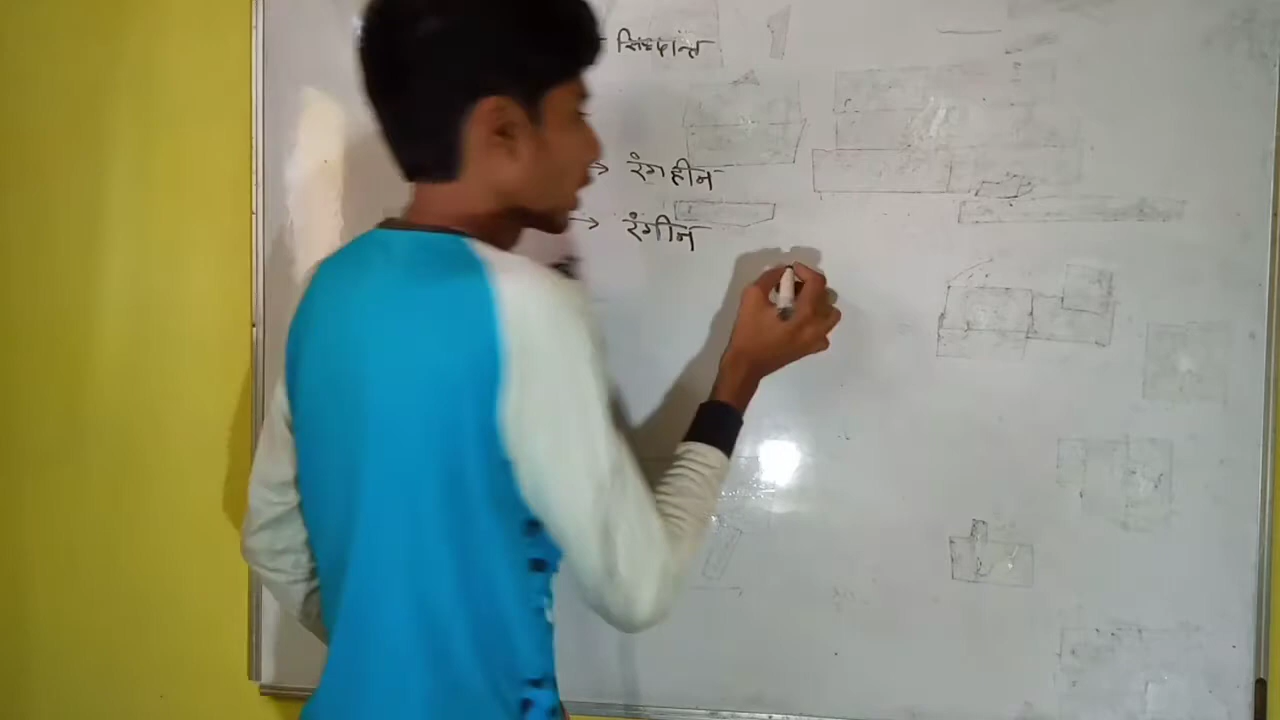 सिध्दान्त
→ रंगहीन
→ रंगीन